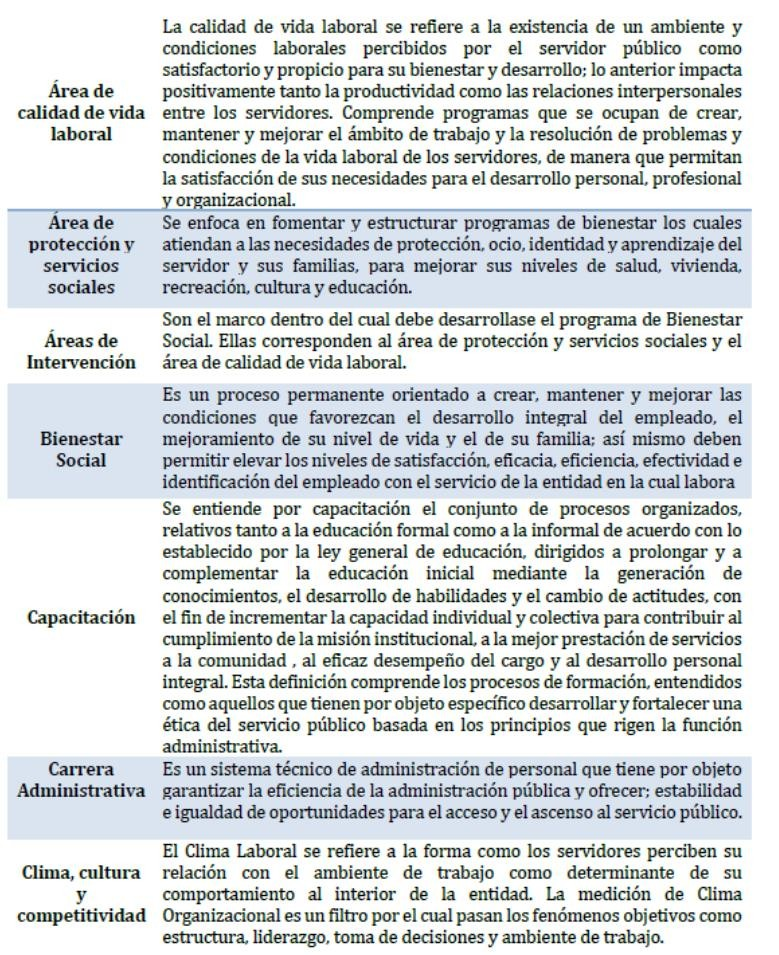 La calidad de vida laboral se refiere a la existencia de un ambiente y
condiciones laborales percibidos por el servidor público como
satisfactorio y propicio para su bienestar y desarrollo; lo anterior impacta
Área de
positivamente tanto la productividad como las relaciones interpersonales
calidad de vida
entre los servidores. Comprende programas que se ocupan de crear,
laboral
mantener y mejorar el ámbito de trabajo y la resolución de problemas y
condiciones de la vida laboral de los servidores, de manera que permitan
la satisfacción de sus necesidades para el desarrollo personal, profesional
y organizacional.
Área de
protección y
servicios
sociales
Se enfoca en fomentar y estructurar programas de bienestar los cuales
atiendan a las necesidades de protección, ocio, identidad y aprendizaje del
servidor y sus familias, para mejorar sus niveles de salud, vivienda,
recreación, cultura y educación.
Áreas de
Intervención
Son el marco dentro del cual debe desarrollase el programa de Bienestar
Social. Ellas corresponden al área de protección y servicios sociales y el
área de calidad de vida laboral.
Bienestar
Social
Es un proceso permanente orientado a crear, mantener y mejorar las
condiciones que favorezcan el desarrollo integral del empleado, el
mejoramiento de su nivel de vida y el de su familia; así mismo deben
permitir elevar los niveles de satisfacción, eficacia, eficiencia, efectividad e
identificación del empleado con el servicio de la entidad en la cual labora
Capacitación
Se entiende por capacitación el conjunto de procesos organizados,
relativos tanto a la educación formal como a la informal de acuerdo con lo
establecido por la ley general de educación, dirigidos a prolongar y a
complementar la educación inicial mediante la generación de
conocimientos, el desarrollo de habilidades y el cambio de actitudes, con
el fin de incrementar la capacidad individual y colectiva para contribuir al
cumplimiento de la misión institucional, a la mejor prestación de servicios
a la comunidad , al eficaz desempeño del cargo y al desarrollo personal
integral. Esta definición comprende los procesos de formación, entendidos
como aquellos que tienen por objeto específico desarrollar y fortalecer una
ética del servicio público basada en los principios que rigen la función
administrativa.
Carrera
Administrativa
Es un sistema técnico de administración de personal que tiene por objeto
garantizar la eficiencia de la administración pública y ofrecer; estabilidad
e igualdad de oportunidades para el acceso y el ascenso al servicio público.
Clima, cultura
y
competitividad
El Clima Laboral se refiere a la forma como los servidores perciben su
relación con el ambiente de trabajo como determinante de su
comportamiento al interior de la entidad. La medición de Clima
Organizacional es un filtro por el cual pasan los fenómenos objetivos como
estructura, liderazgo, toma de decisiones y ambiente de trabajo.